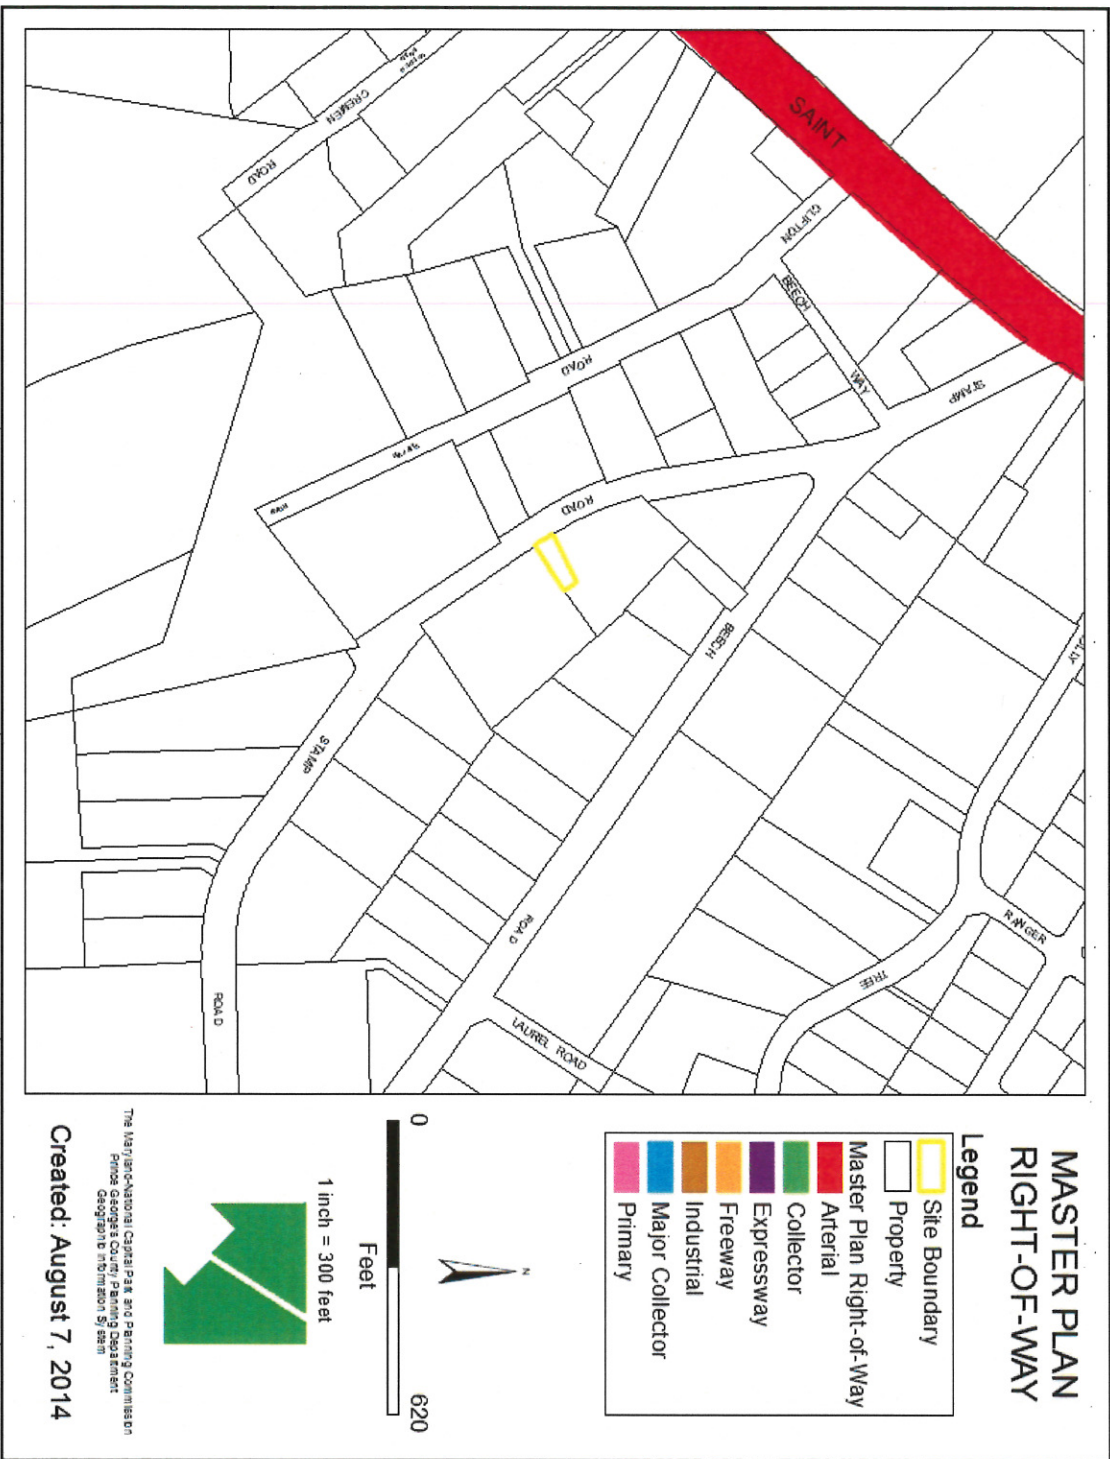 MASTER PLAN
RIGHT-OF-WAY
Legend
Site Boundary
Property
Master Plan Right-of-Way
Arterial
Collector
Expressway
Freeway
Industrial
Major Collector
Primary
N
0
620
Feet
1 inch = 300 feet
The Maryland-National Capital Park and Planning Commission
Prince George's County Planning Department
Geographic Information System
Created: August 7, 2014
SAINT
CLIFTON
ROAD
BEECH
WAY
STAMP
ROAD
STAMP
ROAD
CREMEN
ROAD
BEECH
ROAD
LAUREL ROAD
TREE
RANGER